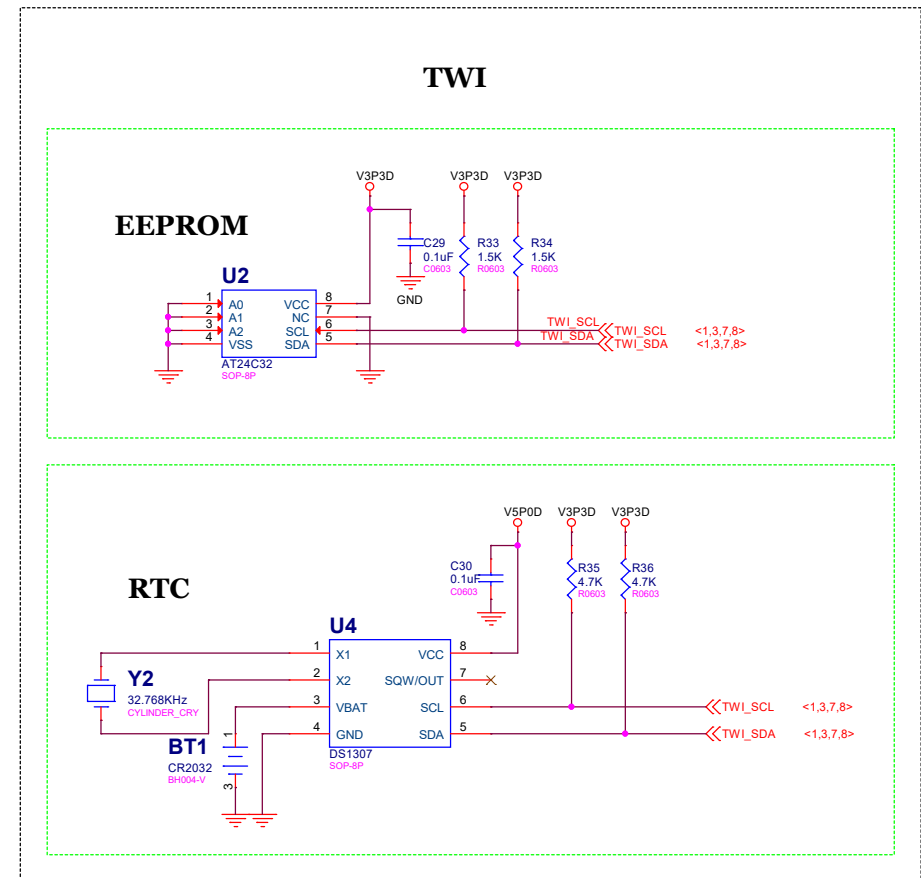 TWI
EEPROM
V3P3D V3P3D V3P3D
C29
0.1uF
C0603
GND
R33
1.5K
R0603
R34
1.5K
R0603
U2
1 A0 VCC 8
2 A1 NC 7
3 A2 SCL 6
4 VSS SDA 5
AT24C32
SOP-8P
TWI_SCL TWI_SCL <1,3,7,8>
TWI_SDA TWI_SDA <1,3,7,8>
RTC
V5P0D V3P3D V3P3D
C30
0.1uF
C0603
R35
4.7K
R0603
R36
4.7K
R0603
U4
1 X1 VCC 8
2 X2 SQW/OUT 7
3 VBAT SCL 6
4 GND SDA 5
DS1307
SOP-8P
Y2
32.768KHz
CYLINDER_CRY
BT1
CR2032
BH004-V
1
3
TWI_SCL <1,3,7,8>
TWI_SDA <1,3,7,8>